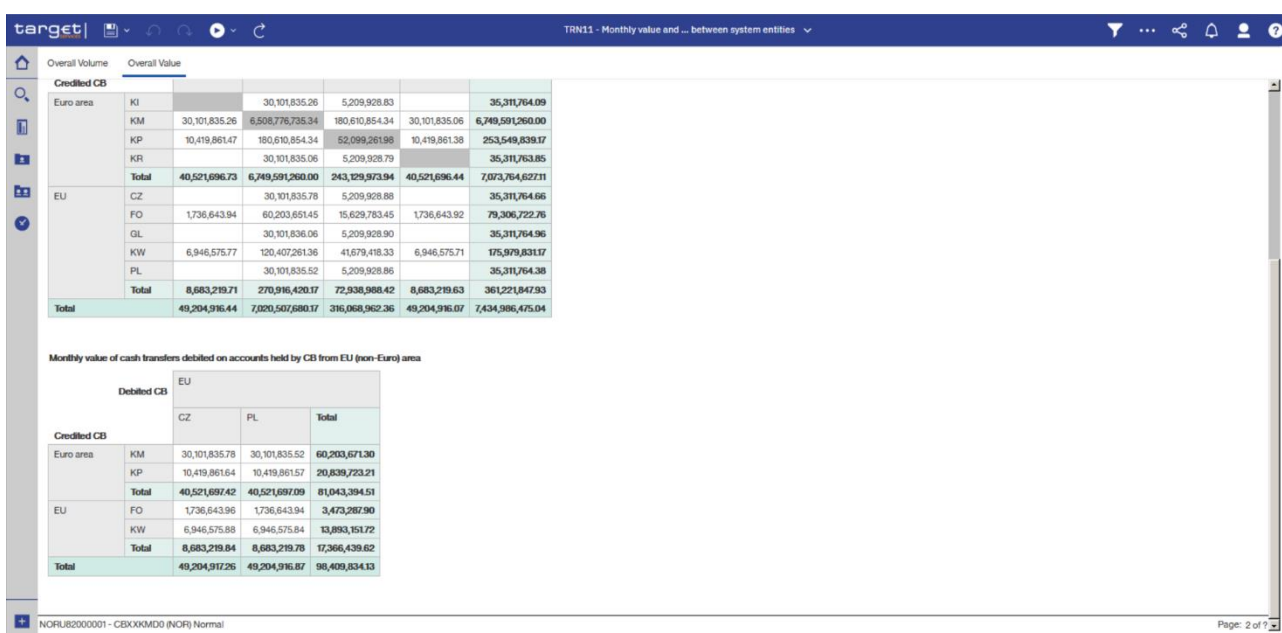 target| TRN11 - Monthly value and ... between system entities
Overall Volume Overall Value
Credited CB
Euro area KI 30,101,835.26 5,209,928.83 35,311,764.09
KM 30,101,835.26 6,508,776,735.34 180,610,854.34 30,101,835.06 6,749,591,260.00
KP 10,419,861.47 180,610,854.34 52,099,261.98 10,419,861.38 253,549,839.17
KR 30,101,835.06 5,209,928.79 35,311,763.85
Total 40,521,696.73 6,749,591,260.00 243,129,973.94 40,521,696.44 7,073,764,627.11
EU CZ 30,101,835.78 5,209,928.88 35,311,764.66
FO 1,736,643.94 60,203,651.45 15,629,783.45 1,736,643.92 79,306,722.76
GL 30,101,836.06 5,209,928.90 35,311,764.96
KW 6,946,575.77 120,407,261.36 41,679,418.33 6,946,575.71 175,979,831.17
PL 30,101,835.52 5,209,928.86 35,311,764.38
Total 8,683,219.71 270,916,420.17 72,938,988.42 8,683,219.63 361,221,847.93
Total 49,204,916.44 7,020,507,680.17 316,068,962.36 49,204,916.07 7,434,986,475.04
Monthly value of cash transfers debited on accounts held by CB from EU (non-Euro) area
Debited CB EU
CZ PL Total
Credited CB
Euro area KM 30,101,835.78 30,101,835.52 60,203,671.30
KP 10,419,861.64 10,419,861.57 20,839,723.21
Total 40,521,697.42 40,521,697.09 81,043,394.51
EU FO 1,736,643.96 1,736,643.94 3,473,287.90
KW 6,946,575.88 6,946,575.84 13,893,151.72
Total 8,683,219.84 8,683,219.78 17,366,439.62
Total 49,204,917.26 49,204,916.87 98,409,834.13
NORU82000001 - CBXXKMD0 (NOR) Normal Page: 2 of ?